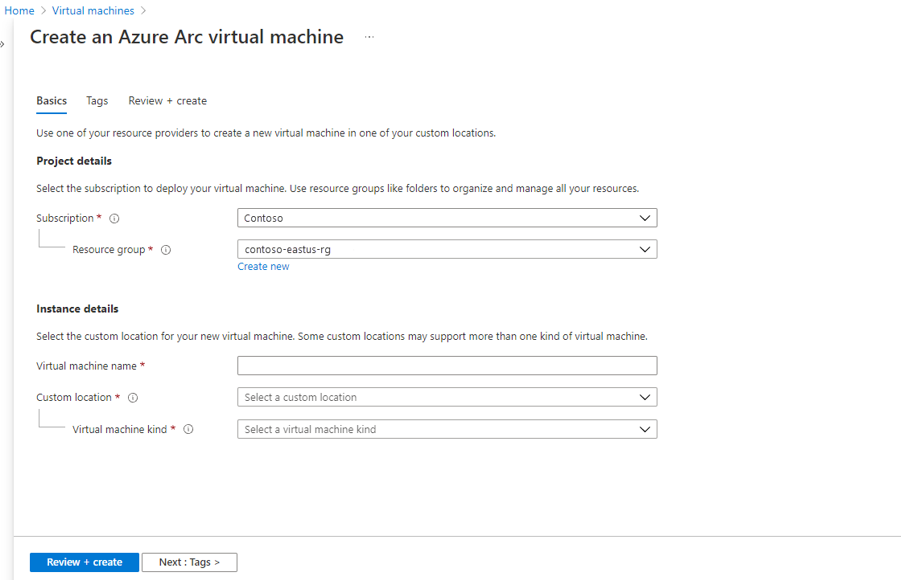 Home > Virtual machines >
Create an Azure Arc virtual machine ...
»
Basics Tags Review + create
Use one of your resource providers to create a new virtual machine in one of your custom locations.
Project details
Select the subscription to deploy your virtual machine. Use resource groups like folders to organize and manage all your resources.
Subscription * Contoso
Resource group * contoso-eastus-rg
Create new
Instance details
Select the custom location for your new virtual machine. Some custom locations may support more than one kind of virtual machine.
Virtual machine name *
Custom location * Select a custom location
Virtual machine kind * Select a virtual machine kind
Review + create Next : Tags >